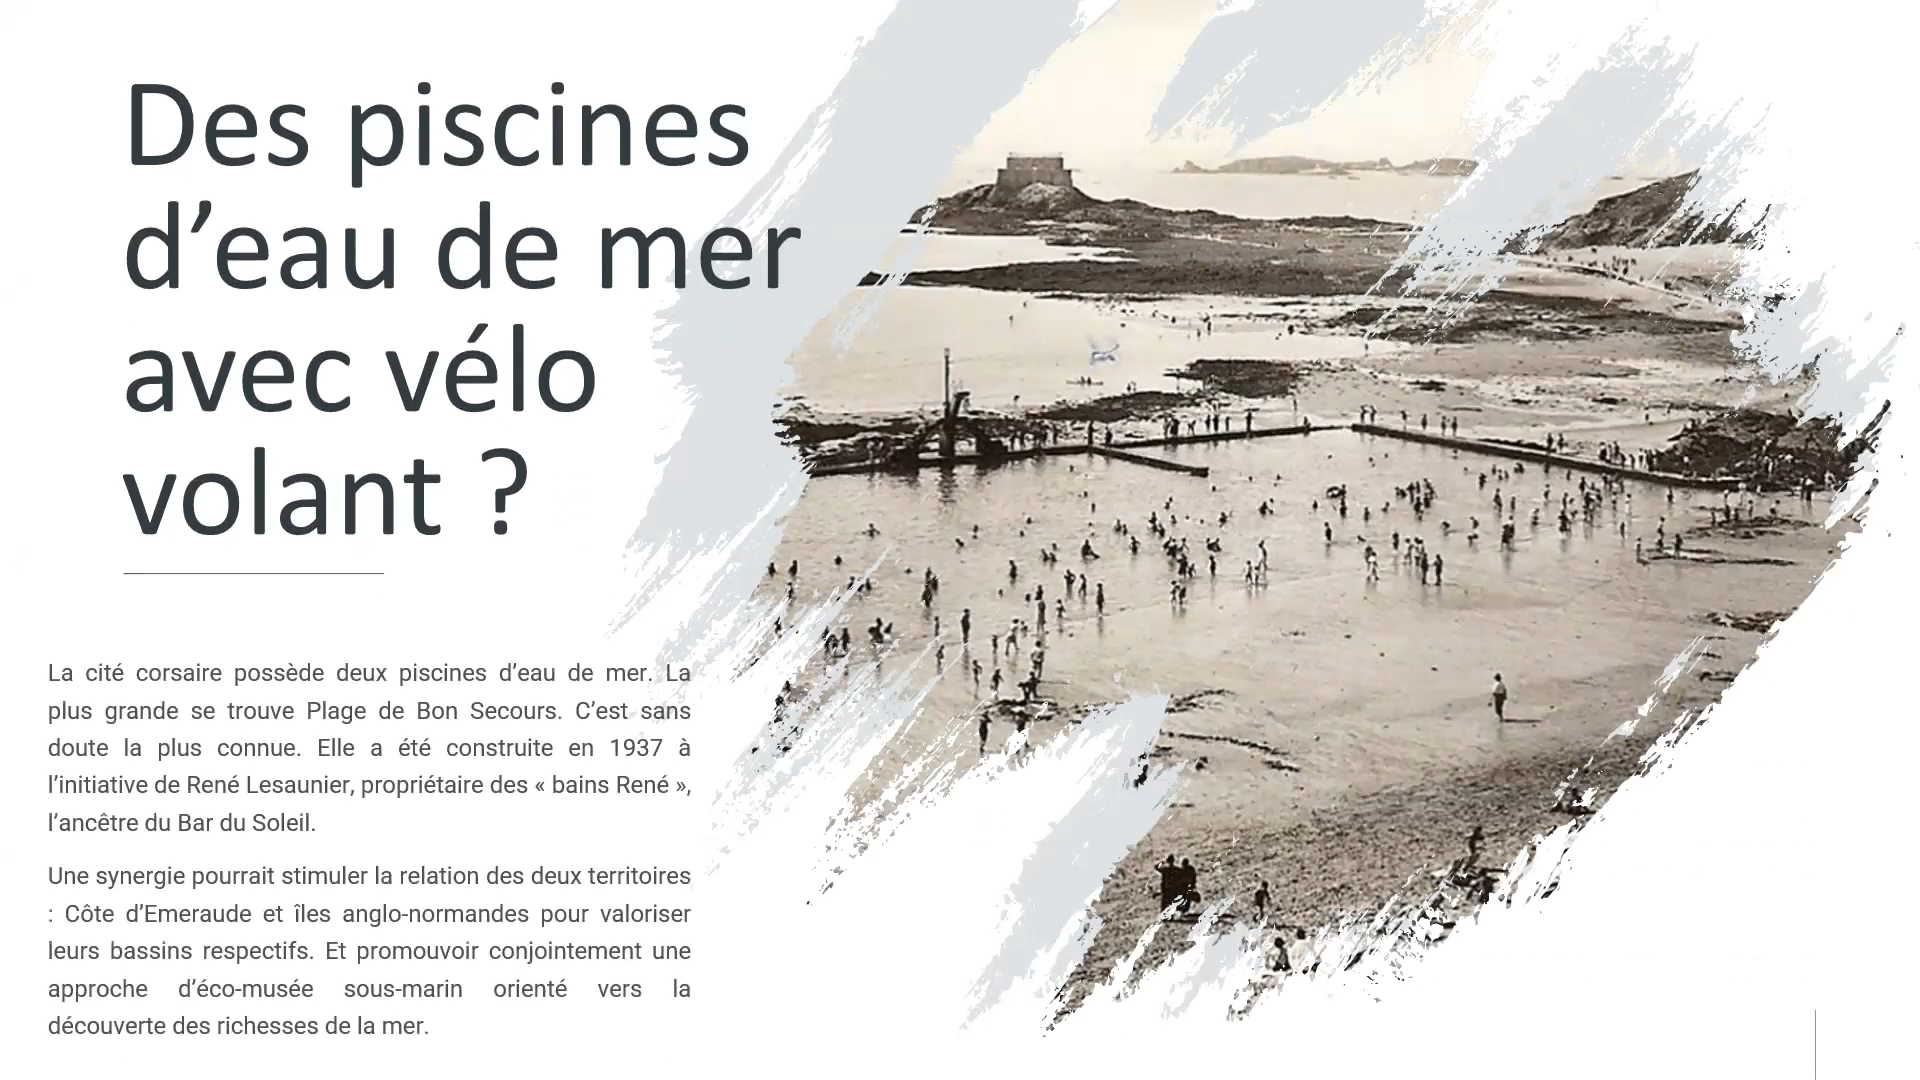 Des piscines
d’eau de mer
avec vélo
volant ?
La cité corsaire possède deux piscines d’eau de mer. La
plus grande se trouve Plage de Bon Secours. C’est sans
doute la plus connue. Elle a été construite en 1937 à
l’initiative de René Lesaunier, propriétaire des « bains René »,
l’ancêtre du Bar du Soleil.
Une synergie pourrait stimuler la relation des deux territoires
: Côte d’Emeraude et îles anglo-normandes pour valoriser
leurs bassins respectifs. Et promouvoir conjointement une
approche d’éco-musée sous-marin orienté vers la
découverte des richesses de la mer.